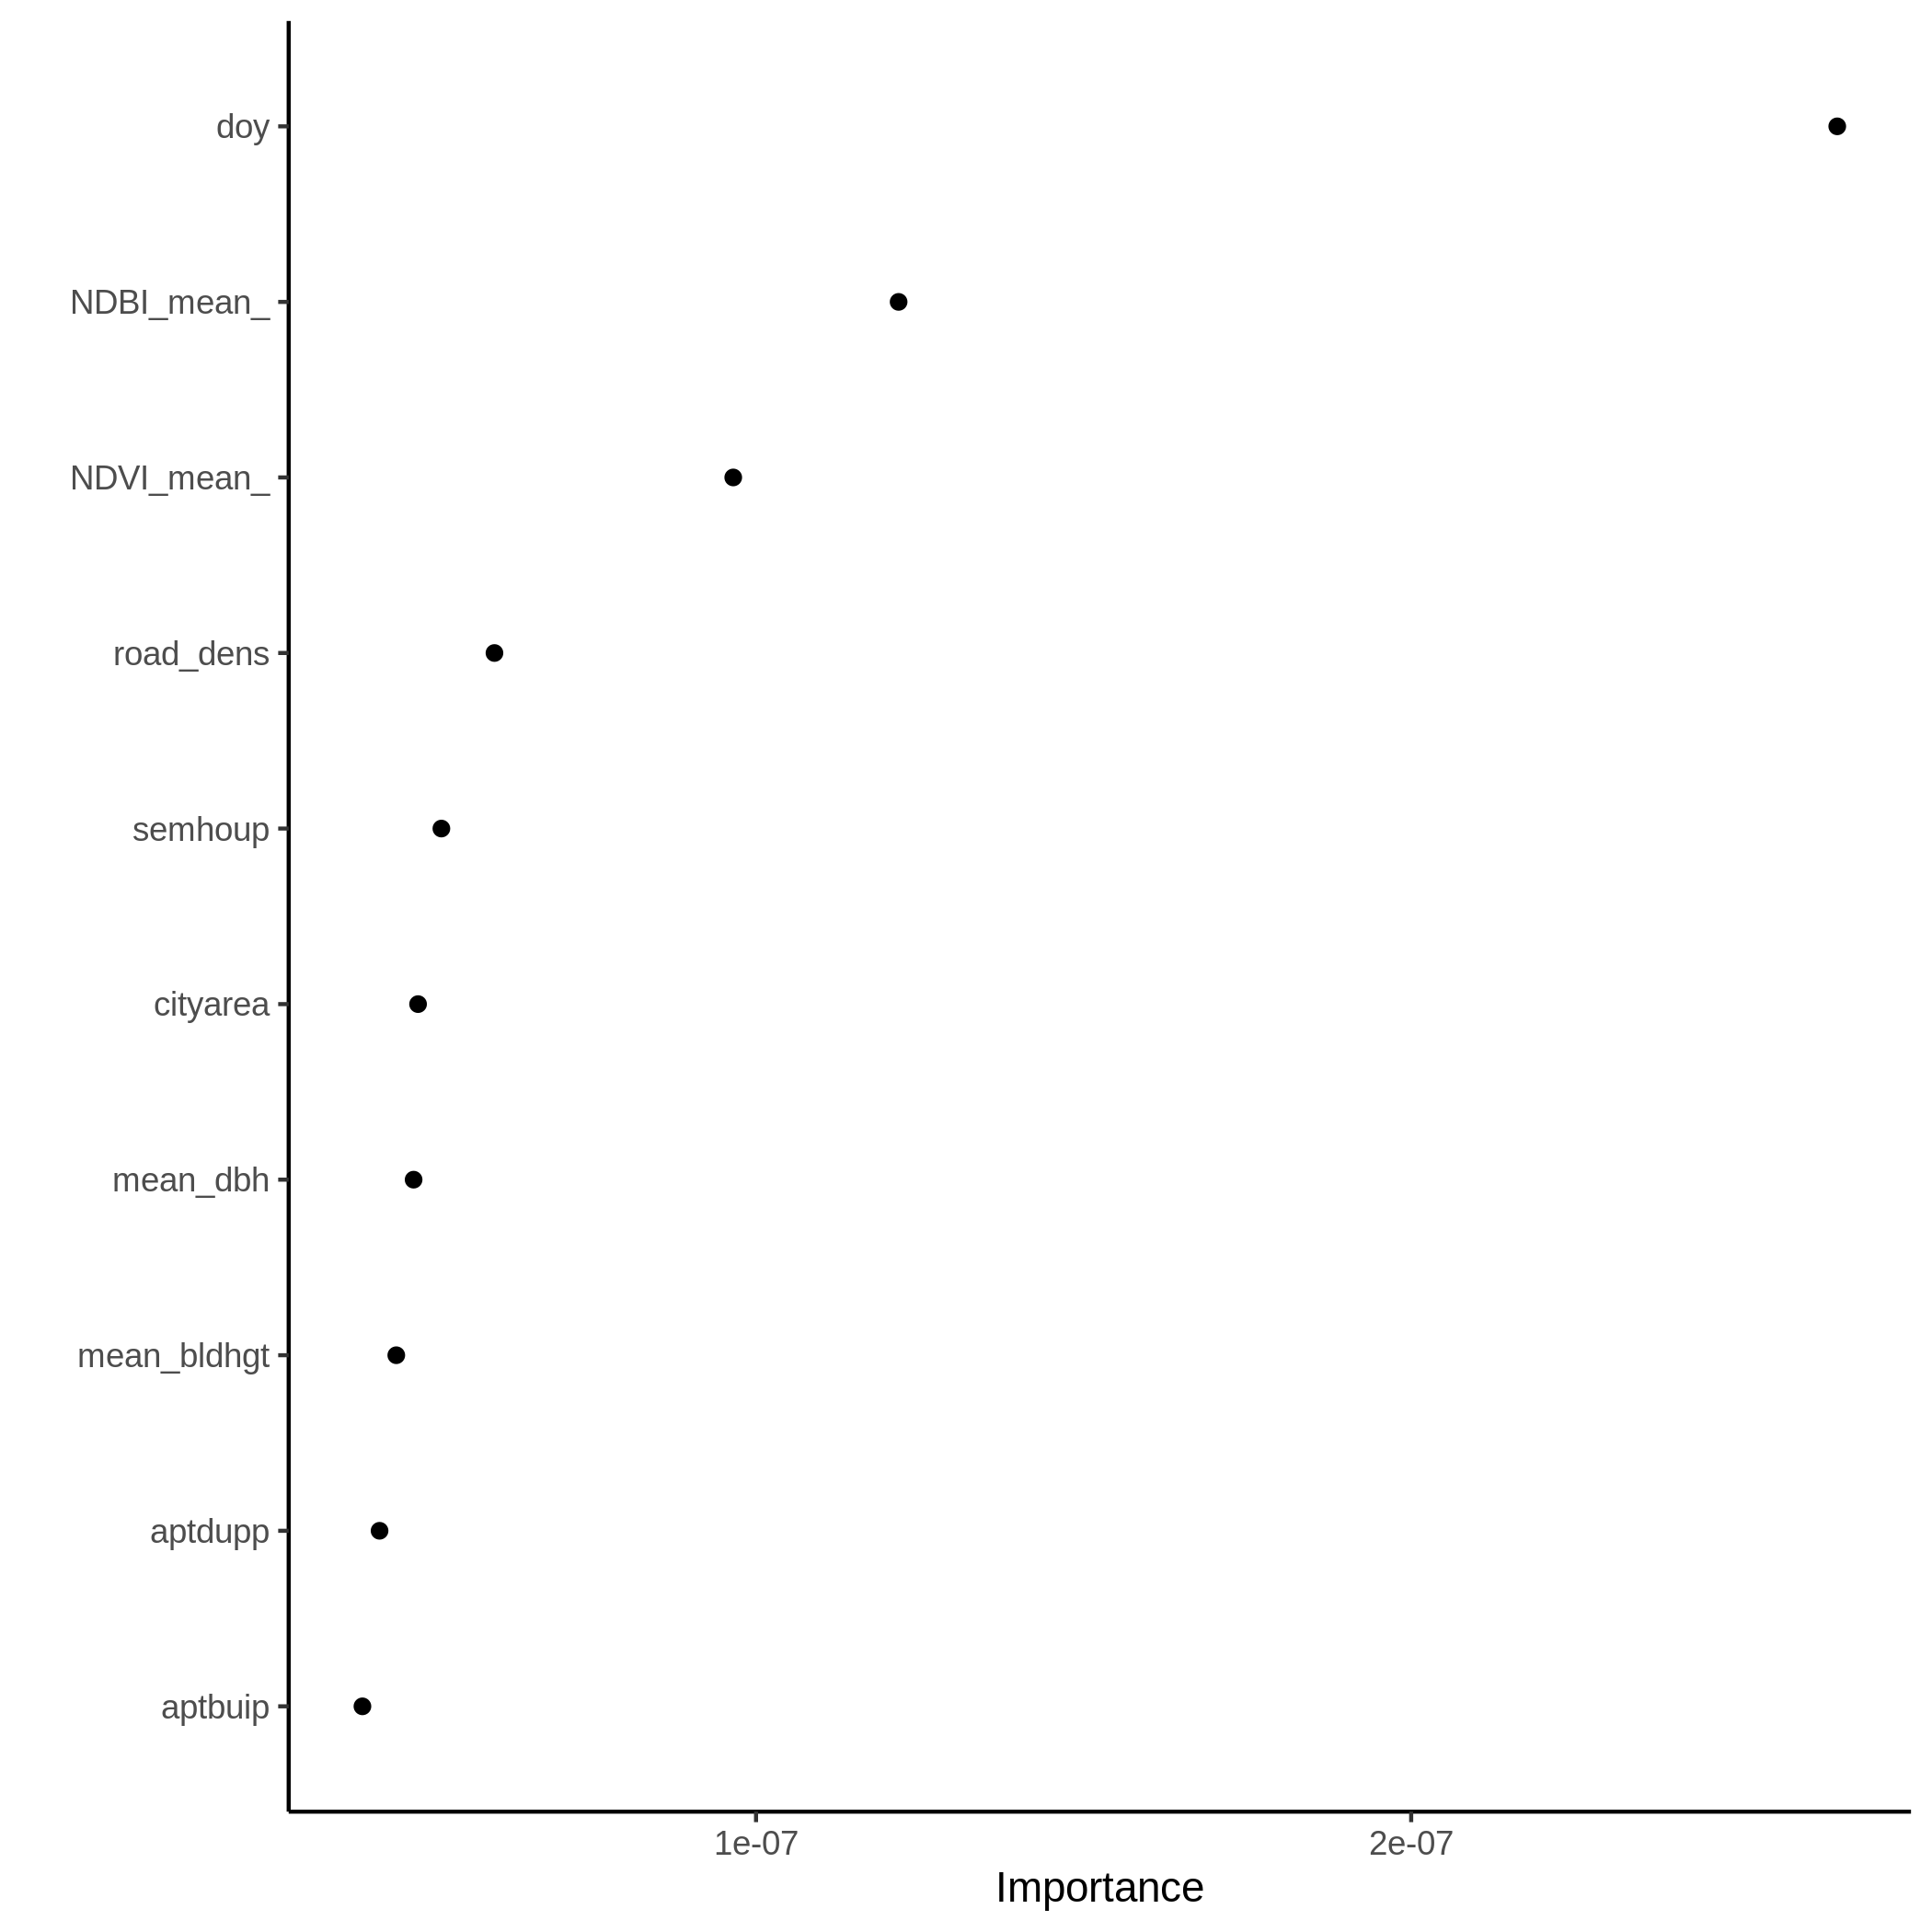 doy
NDBI_mean_
NDVI_mean_
road_dens
semhoup
cityarea
mean_dbh
mean_bldhgt
aptdupp
aptbuip
1e-07 2e-07
Importance